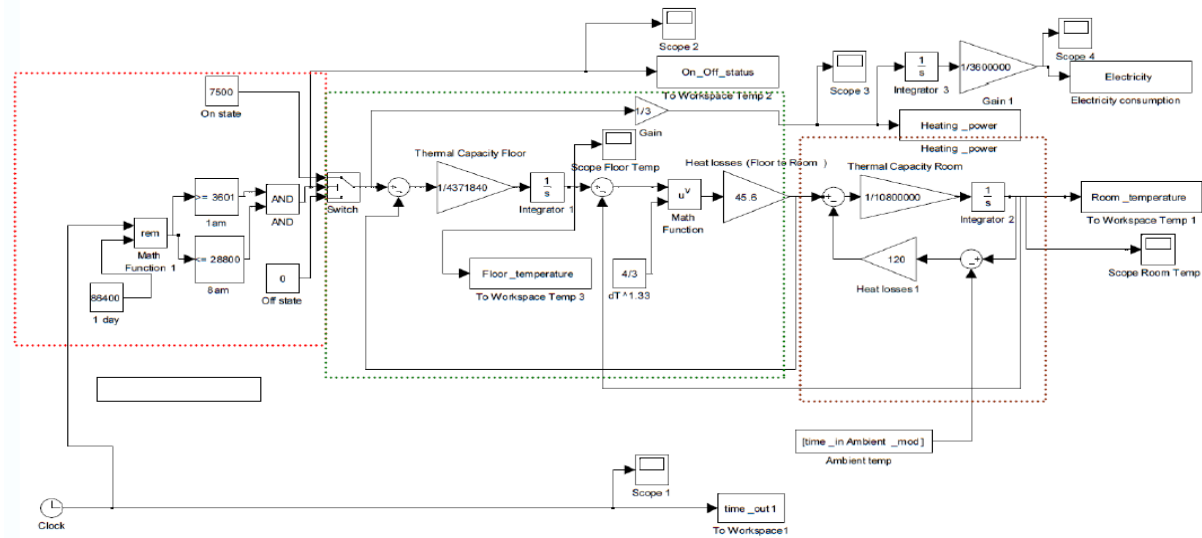 Scope 2
On_Off_status
To Workspace Temp 2
Scope 3
1
s
Integrator 3
1/3600000
Gain 1
Scope 4
Electricity
Electricity consumption
Heating _power
Heating _power
7500
On state
1/3
Gain
Scope Floor Temp
Thermal Capacity Floor
1/4371840
1
s
Integrator 1
Heat losses (Floor to Room )
45.6
Thermal Capacity Room
1/10800000
1
s
Integrator 2
Room _temperature
To Workspace Temp 1
Scope Room Temp
>= 3601
1am
AND
AND
Switch
rem
Math
Function 1
<= 28800
8am
0
Off state
86400
1 day
u^v
Math
Function
4/3
dT ^1.33
Floor _temperature
To Workspace Temp 3
120
Heat losses 1
[time _in Ambient _mod ]
Ambient temp
Scope 1
Clock
time _out 1
To Workspace1